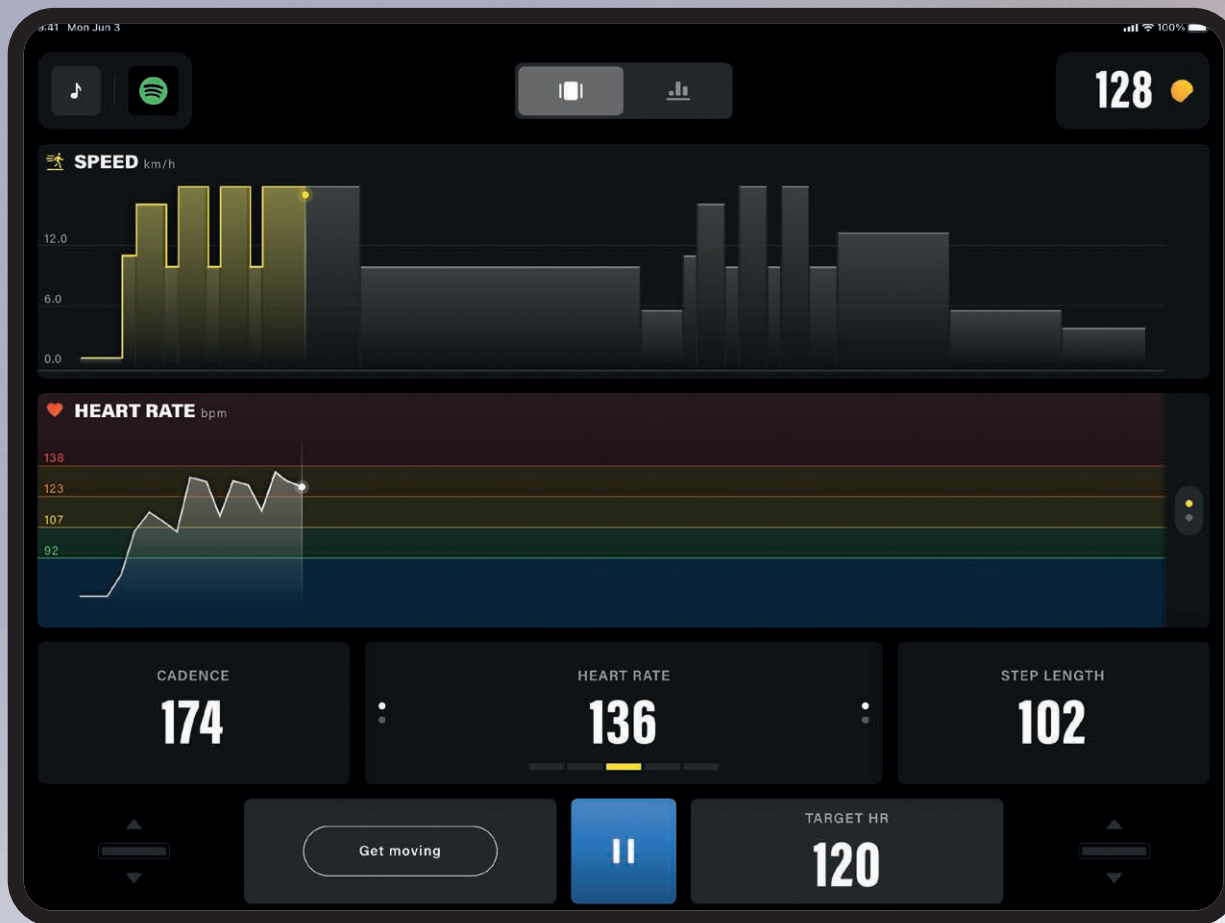 9:41 Mon Jun 3
100%
128
SPEED km/h
12.0
6.0
0.0
HEART RATE bpm
138
123
107
92
CADENCE
174
HEART RATE
136
STEP LENGTH
102
Get moving
TARGET HR
120